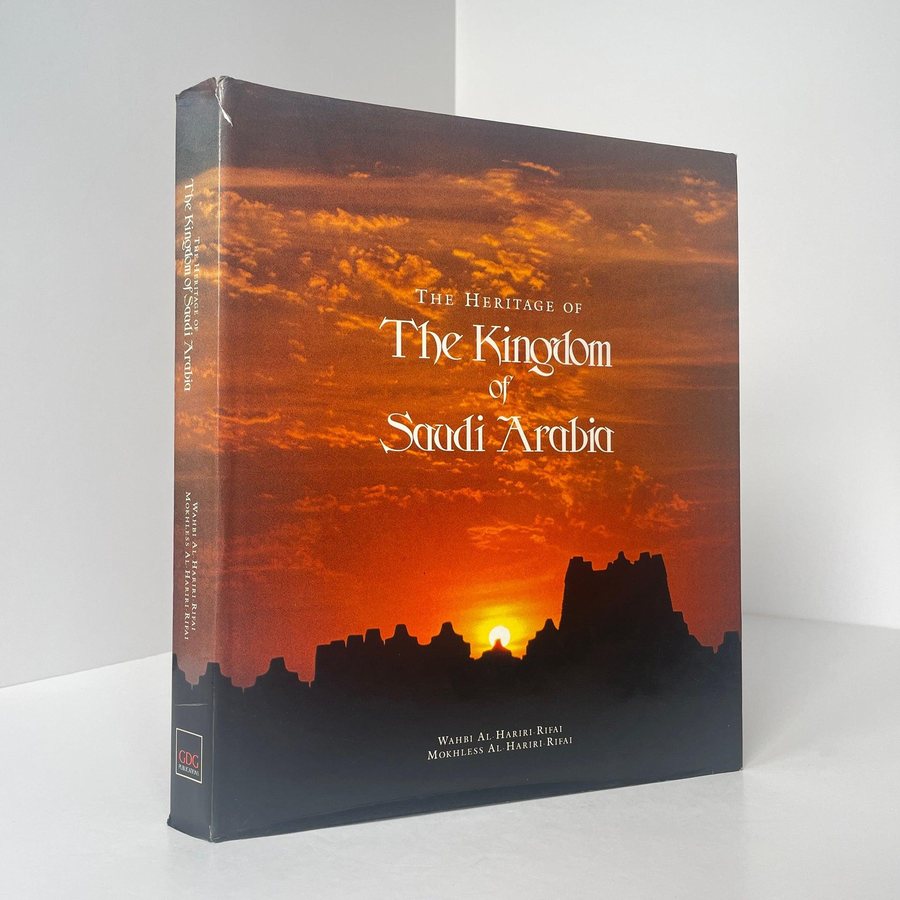 The Heritage of
The Kingdom
of
Saudi Arabia
Wahbi Al-Hariri-Rifai
Mokhless Al-Hariri-Rifai
The Heritage of
The Kingdom of Saudi Arabia
Wahbi Al-Hariri-Rifai
Mokhless Al-Hariri-Rifai
GDG
PUBLICATIONS